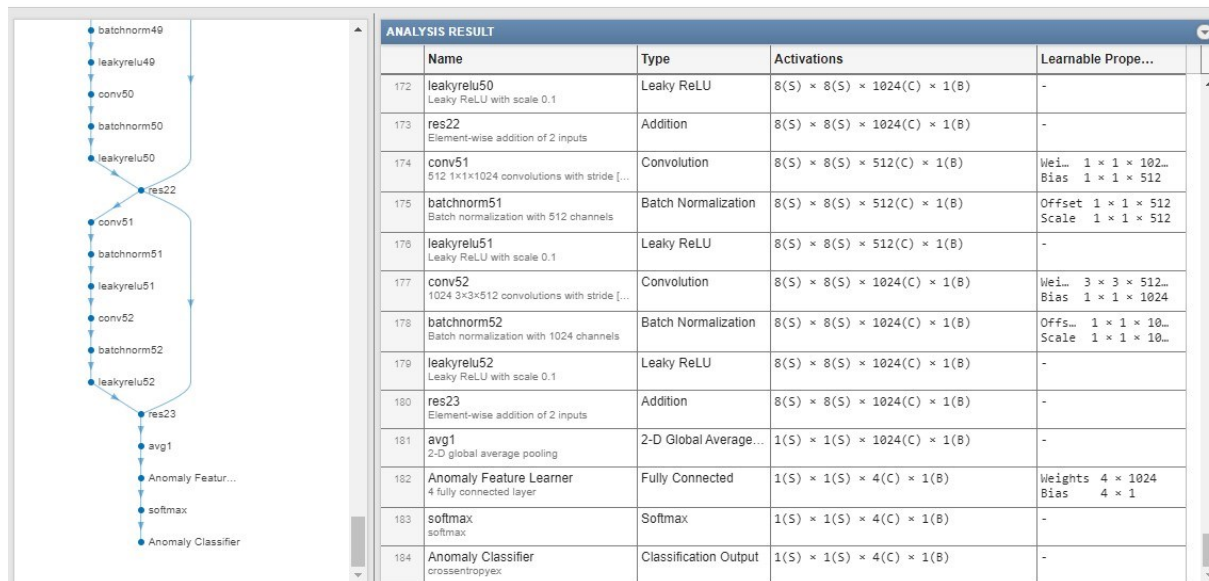 batchnorm49
leakyrelu49
conv50
batchnorm50
leakyrelu50
res22
conv51
batchnorm51
leakyrelu51
conv52
batchnorm52
leakyrelu52
res23
avg1
Anomaly Featur...
softmax
Anomaly Classifier
ANALYSIS RESULT
Name Type Activations Learnable Prope...
172 leakyrelu50 Leaky ReLU 8(S) × 8(S) × 1024(C) × 1(B) -
Leaky ReLU with scale 0.1
173 res22 Addition 8(S) × 8(S) × 1024(C) × 1(B) -
Element-wise addition of 2 inputs
174 conv51 Convolution 8(S) × 8(S) × 512(C) × 1(B) Wei... 1 × 1 × 102...
512 1×1×1024 convolutions with stride [... Bias 1 × 1 × 512
175 batchnorm51 Batch Normalization 8(S) × 8(S) × 512(C) × 1(B) Offset 1 × 1 × 512
Batch normalization with 512 channels Scale 1 × 1 × 512
176 leakyrelu51 Leaky ReLU 8(S) × 8(S) × 512(C) × 1(B) -
Leaky ReLU with scale 0.1
177 conv52 Convolution 8(S) × 8(S) × 1024(C) × 1(B) Wei... 3 × 3 × 512...
1024 3×3×512 convolutions with stride [... Bias 1 × 1 × 1024
178 batchnorm52 Batch Normalization 8(S) × 8(S) × 1024(C) × 1(B) Offs... 1 × 1 × 10...
Batch normalization with 1024 channels Scale 1 × 1 × 10...
179 leakyrelu52 Leaky ReLU 8(S) × 8(S) × 1024(C) × 1(B) -
Leaky ReLU with scale 0.1
180 res23 Addition 8(S) × 8(S) × 1024(C) × 1(B) -
Element-wise addition of 2 inputs
181 avg1 2-D Global Average... 1(S) × 1(S) × 1024(C) × 1(B) -
2-D global average pooling
182 Anomaly Feature Learner Fully Connected 1(S) × 1(S) × 4(C) × 1(B) Weights 4 × 1024
4 fully connected layer Bias 4 × 1
183 softmax Softmax 1(S) × 1(S) × 4(C) × 1(B) -
softmax
184 Anomaly Classifier Classification Output 1(S) × 1(S) × 4(C) × 1(B) -
crossentropyex